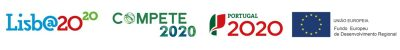 Lisb@20²⁰
COMPETE
2020
PORTUGAL
2020
UNIÃO EUROPEIA
Fundo Europeu
de Desenvolvimento Regional